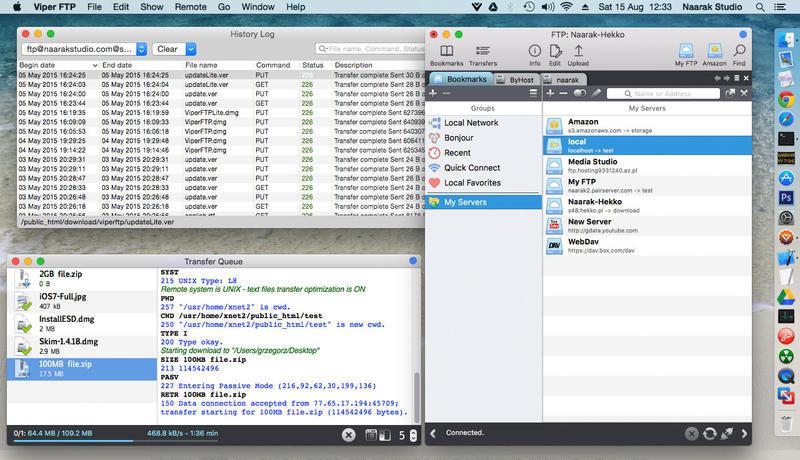 Viper FTP File Edit Show Remote Go Window Help Sat 15 Aug 12:33 Naarak Studio
History Log
ftp@naarakstudio.com@s... Clear File name, Command, Status
Begin date End date File name Command Status Description
05 May 2015 16:24:25 05 May 2015 16:24:25 updateLite.ver PUT 226 Transfer complete Sent 30 B o
05 May 2015 16:24:25 05 May 2015 16:24:25 updateLite.ver GET 226 Transfer complete Sent 24 B
05 May 2015 16:23:44 05 May 2015 16:23:44 update.ver PUT 226 Transfer complete Sent 30 B
05 May 2015 16:23:44 05 May 2015 16:23:44 update.ver GET 226 Transfer complete Sent 24 B
05 May 2015 16:19:35 05 May 2015 16:19:59 ViperFTPLite.dmg PUT 226 Transfer complete Sent 627396
05 May 2015 16:09:18 05 May 2015 16:10:34 ViperFTP.dmg PUT 226 Transfer complete Sent 640939
05 May 2015 16:05:53 05 May 2015 16:06:18 ViperFTP.dmg PUT 226 Transfer complete Sent 640309
04 May 2015 19:29:25 04 May 2015 19:29:48 ViperFTP.dmg PUT 226 Transfer complete Sent 606411
04 May 2015 19:14:22 04 May 2015 19:14:46 ViperFTP.dmg PUT 226 Transfer complete Sent 625345
03 May 2015 20:29:31 03 May 2015 20:29:31 update.ver PUT 226 Transfer complete Sent 24 B
03 May 2015 20:29:31 03 May 2015 20:29:31 update.ver GET 226 Transfer complete Sent 24 B
03 May 2015 20:28:47 03 May 2015 20:28:47 update.ver PUT 226 Transfer complete Sent 24 B
03 May 2015 20:28:47 03 May 2015 20:28:47 update.ver GET 226 Transfer complete Sent 24 B
03 May 2015 20:26:18 03 May 2015 20:26:18 update.ver PUT 226 Transfer complete Sent 24 B
03 May 2015 20:26:18 03 May 2015 20:26:18 update.ver GET 226 Transfer complete Sent 26 B
/public_html/download/viperftp/updateLite.ver
Transfer Queue
2GB file.zip
0 B
iOS7-Full.jpg
407 kB
InstallESD.dmg
2 MB
Skim-1.4.18.dmg
2.9 MB
100MB file.zip
17.5 MB
SYST
215 UNIX Type: L8
Remote system is UNIX - text files transfer optimization is ON
PWD
257 "/usr/home/xnet2" is cwd.
CWD /usr/home/xnet2/public_html/test
250 "/usr/home/xnet2/public_html/test" is new cwd.
TYPE I
200 Type okay.
Starting download to "/Users/grzegorz/Desktop"
SIZE 100MB file.zip
213 114542496
PASV
227 Entering Passive Mode (216,92,62,30,199,136)
RETR 100MB file.zip
150 Data connection accepted from 77.65.17.194:45709;
transfer starting for 100MB file.zip (114542496 bytes).
0/1: 64.4 MB / 109.2 MB 468.8 kB/s - 1:36 min 5
FTP: Naarak-Hekko
Bookmarks Transfers Info Edit Upload My FTP Amazon Find
Bookmarks ByHost naarak
Name or Address
Groups
Local Network
Bonjour
Recent
Quick Connect
Local Favorites
My Servers
My Servers
Amazon
s3.amazonaws.com -> storage
local
localhost -> test
Media Studio
ftp.hosting9331240.az.pl
My FTP
naarak2.pairserver.com -> test
Naarak-Hekko
s48.hekko.pl -> download
New Server
http://gdata.youtube.com
WebDav
https://dav.box.com/dav
Connected.